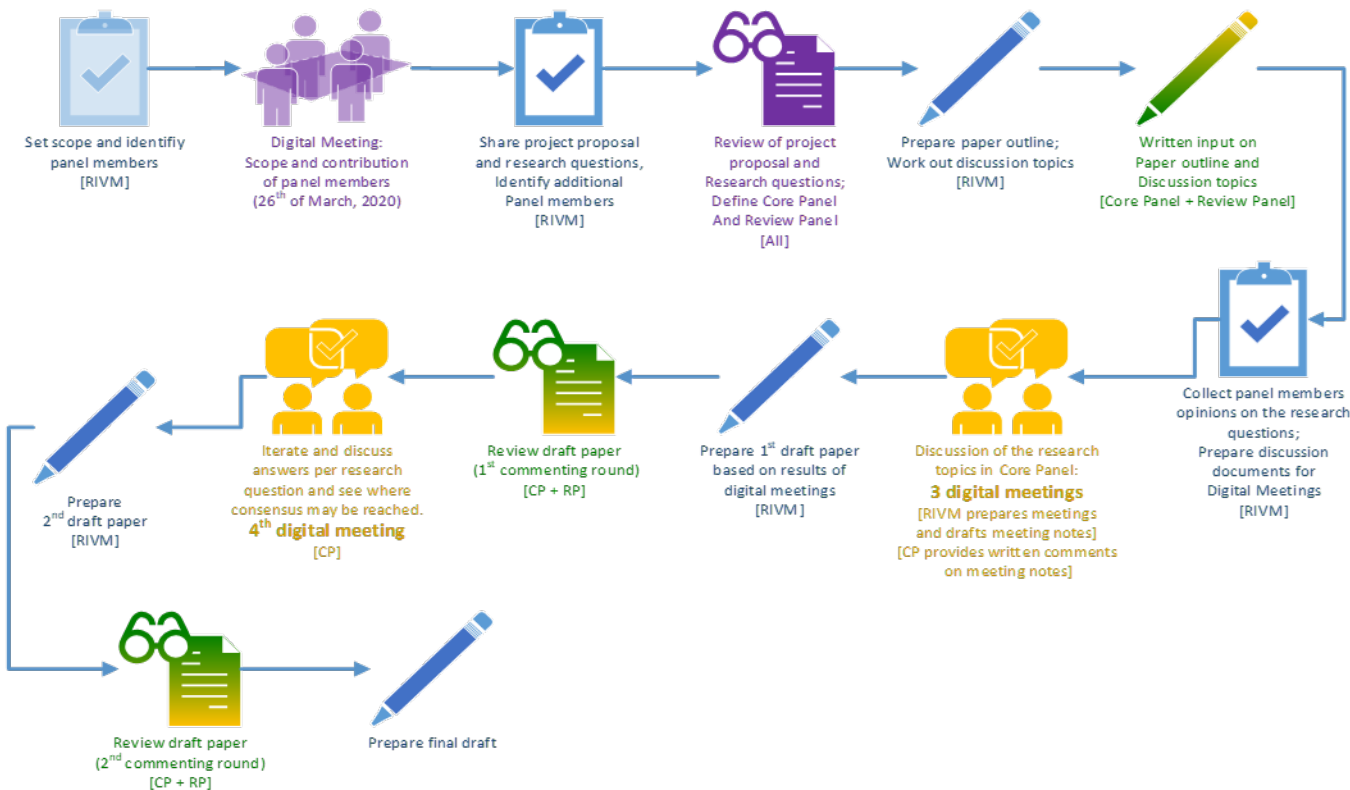 Set scope and identifiy
panel members
[RIVM]
Digital Meeting:
Scope and contribution
of panel members
(26th of March, 2020)
Share project proposal
and research questions,
Identify additional
Panel members
[RIVM]
Review of project
proposal and
Research questions;
Define Core Panel
And Review Panel
[All]
Prepare paper outline;
Work out discussion topics
[RIVM]
Written input on
Paper outline and
Discussion topics
[Core Panel + Review Panel]
Collect panel members
opinions on the research
questions;
Prepare discussion
documents for
Digital Meetings
[RIVM]
Discussion of the research
topics in Core Panel:
3 digital meetings
[RIVM prepares meetings
and drafts meeting notes]
[CP provides written comments
on meeting notes]
Prepare 1st draft paper
based on results of
digital meetings
[RIVM]
Review draft paper
(1st commenting round)
[CP + RP]
Iterate and discuss
answers per research
question and see where
consensus may be reached.
4th digital meeting
[CP]
Prepare
2nd draft paper
[RIVM]
Review draft paper
(2nd commenting round)
[CP + RP]
Prepare final draft